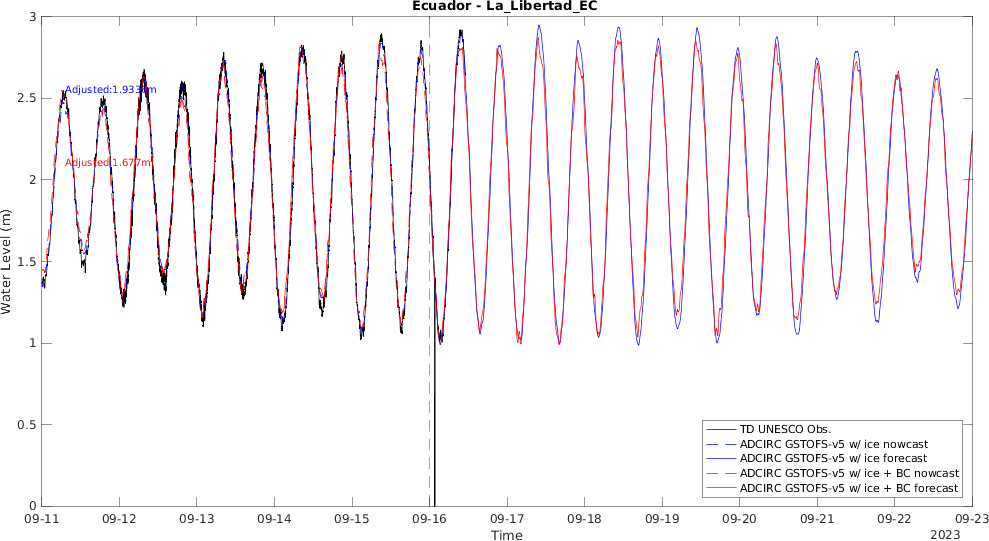 Ecuador - La_Libertad_EC
3
2.5
2
1.5
1
0.5
0
Water Level (m)
Adjusted:1.933m
Adjusted:1.677m
TD UNESCO Obs.
ADCIRC GSTOFS-v5 w/ ice nowcast
ADCIRC GSTOFS-v5 w/ ice forecast
ADCIRC GSTOFS-v5 w/ ice + BC nowcast
ADCIRC GSTOFS-v5 w/ ice + BC forecast
09-11 09-12 09-13 09-14 09-15 09-16 09-17 09-18 09-19 09-20 09-21 09-22 09-23
Time
2023